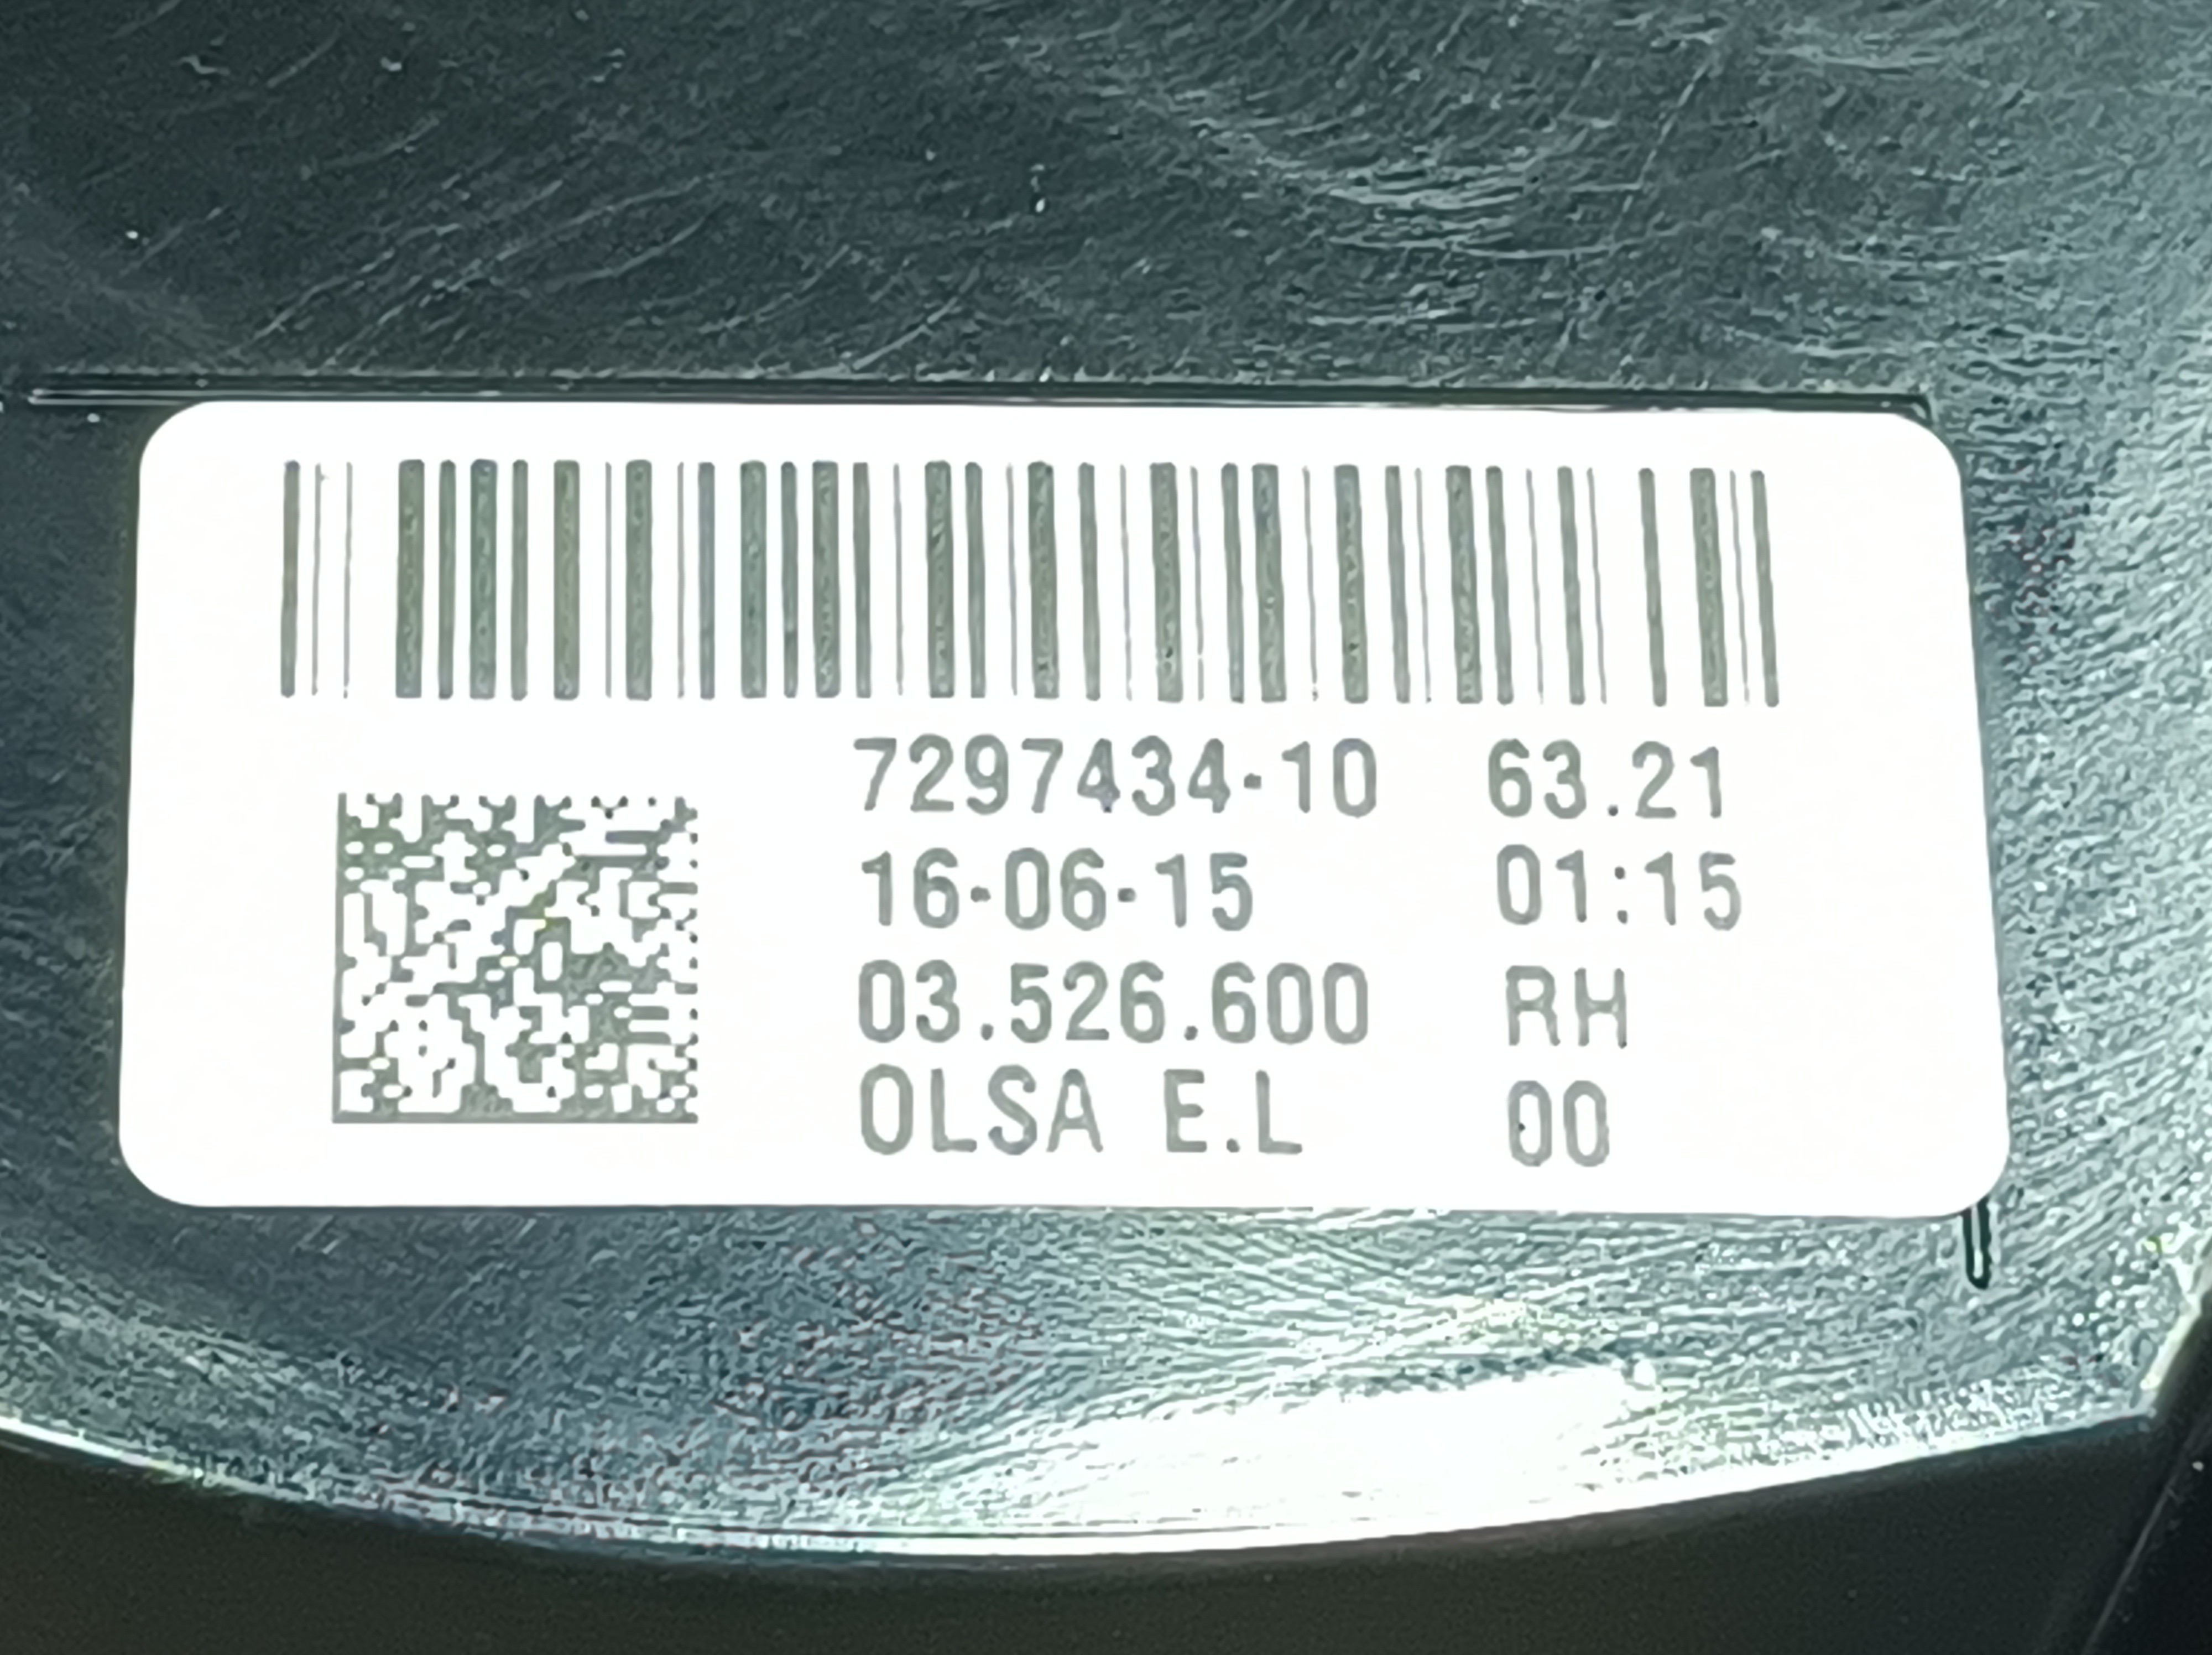 7297434-10 63.21
16-06-15 01:15
03.526.600 RH
OLSA E.L 00